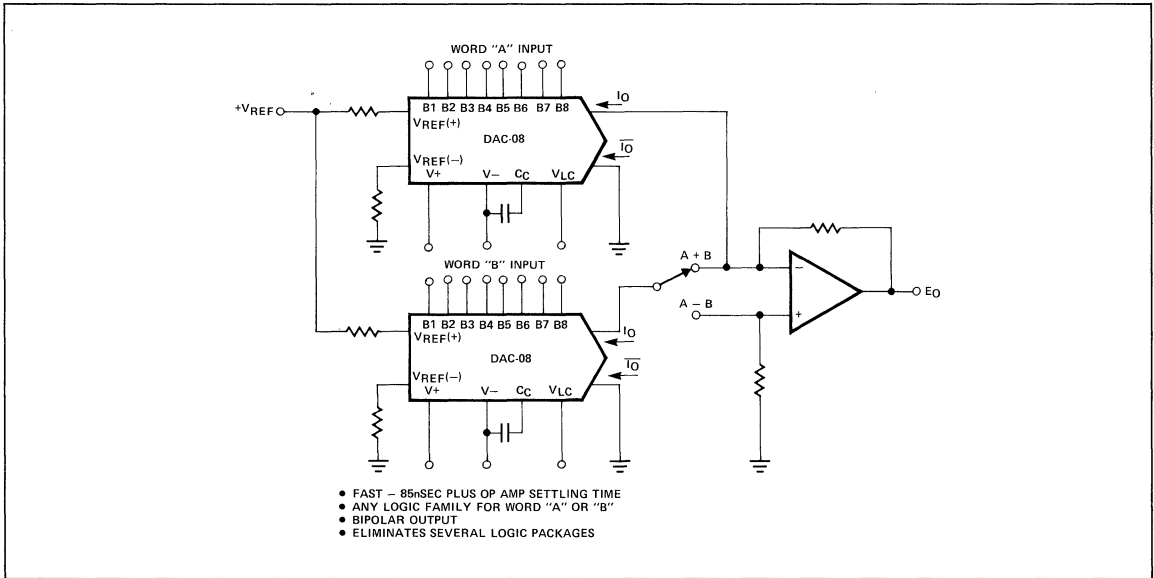 WORD "A" INPUT
B1 B2 B3 B4 B5 B6 B7 B8
+VREF
VREF(+)
DAC-08
VREF(−)
V+ V− CC VLC
IO
IO
WORD "B" INPUT
B1 B2 B3 B4 B5 B6 B7 B8
VREF(+)
DAC-08
VREF(−)
V+ V− CC VLC
IO
IO
A + B
A − B
−
+
EO
● FAST − 85nSEC PLUS OP AMP SETTLING TIME
● ANY LOGIC FAMILY FOR WORD "A" OR "B"
● BIPOLAR OUTPUT
● ELIMINATES SEVERAL LOGIC PACKAGES